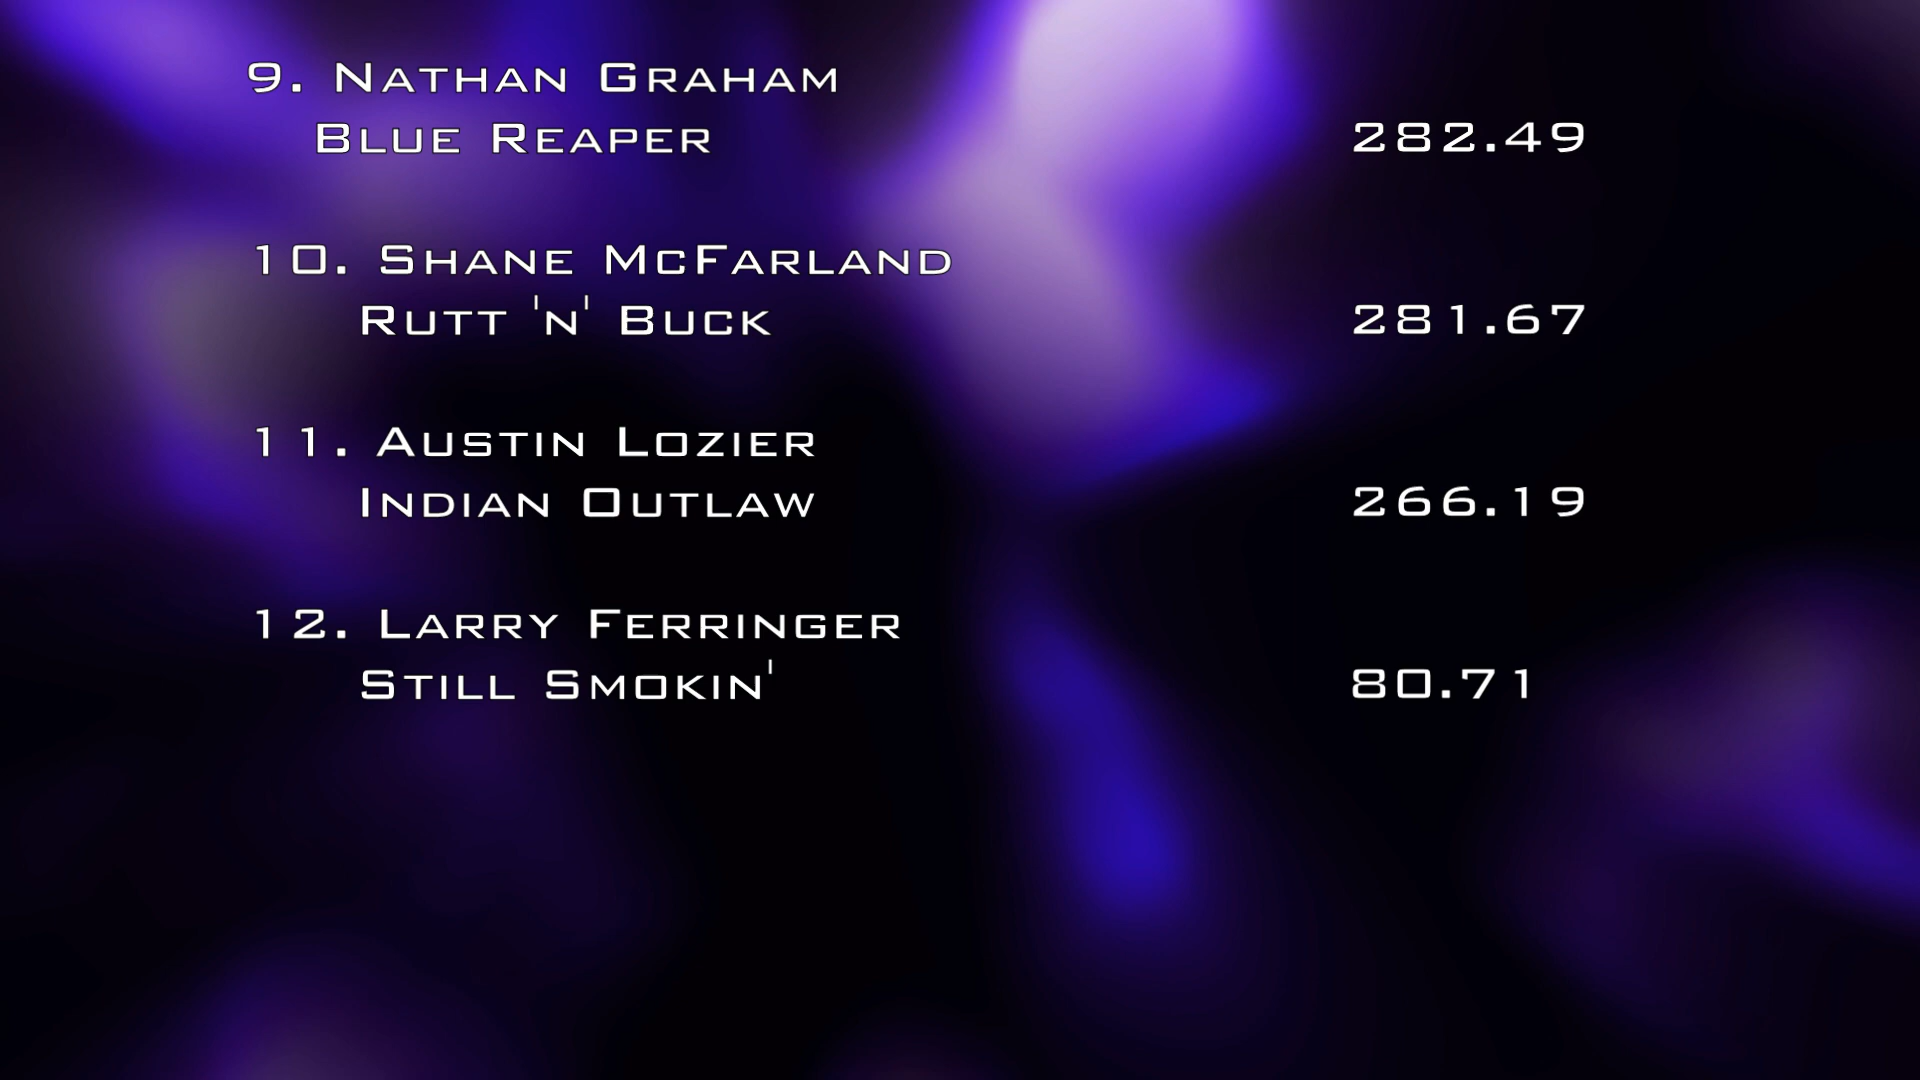 9. Nathan Graham
Blue Reaper 282.49
10. Shane McFarland
Rutt 'n' Buck 281.67
11. Austin Lozier
Indian Outlaw 266.19
12. Larry Ferringer
Still Smokin' 80.71